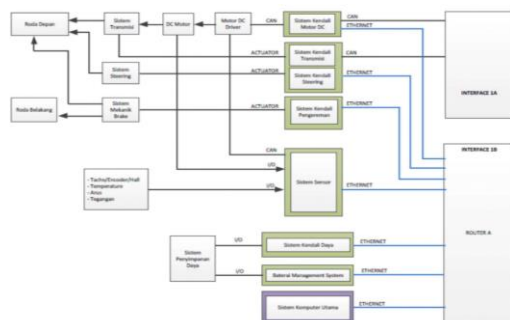 Roda Depan
Sistem
Transmisi
DC Motor
Motor DC
Driver
CAN
Sistem Kendali
Motor DC
CAN
ETHERNET
Sistem
Steering
ACTUATOR
Sistem Kendali
Transmisi
CAN
ACTUATOR
Sistem Kendali
Steering
ETHERNET
INTERFACE 1A
Roda Belakang
Sistem
Mekanik
Brake
ACTUATOR
Sistem Kendali
Pengereman
ETHERNET
INTERFACE 1B
CAN
I/O
Sistem Sensor
- Tacho/Encoder/Hall
- Temperature
- Arus
- Tegangan
I/O
ETHERNET
ROUTER A
Sistem
Penyimpanan
Daya
I/O
Sistem Kendali Daya
ETHERNET
I/O
Baterai Management System
ETHERNET
Sistem Komputer Utama
ETHERNET